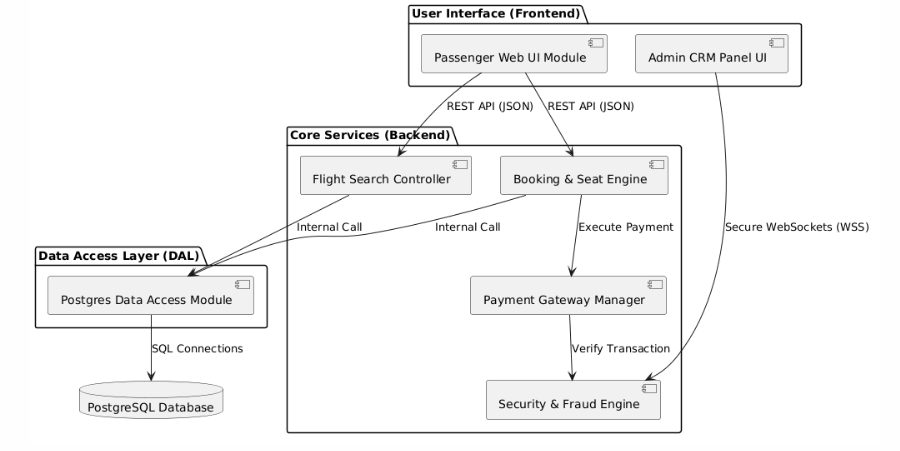 User Interface (Frontend)
Passenger Web UI Module
Admin CRM Panel UI
REST API (JSON)
REST API (JSON)
Core Services (Backend)
Flight Search Controller
Booking & Seat Engine
Internal Call
Internal Call
Execute Payment
Secure WebSockets (WSS)
Data Access Layer (DAL)
Postgres Data Access Module
Payment Gateway Manager
SQL Connections
Verify Transaction
PostgreSQL Database
Security & Fraud Engine